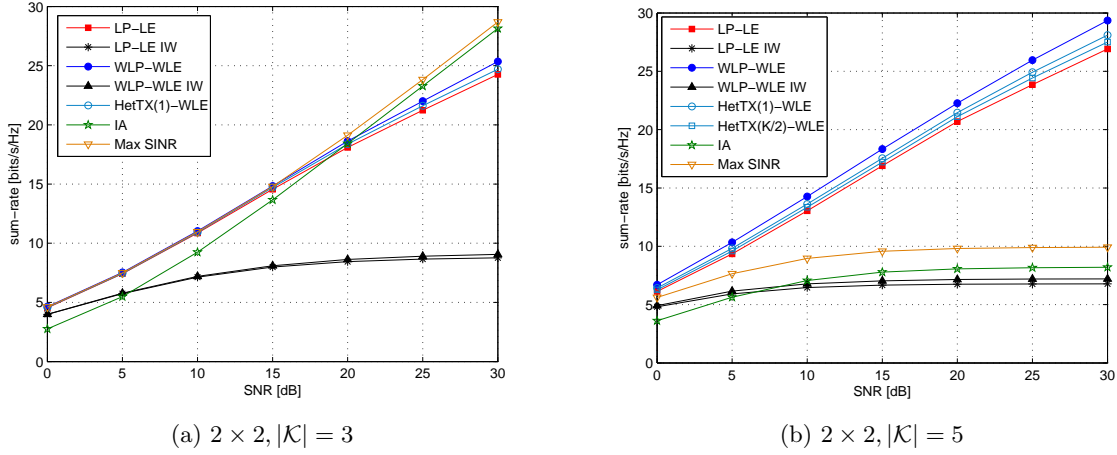 30
25
20
15
10
5
0
sum−rate [bits/s/Hz]
LP−LE
LP−LE IW
WLP−WLE
WLP−WLE IW
HetTX(1)−WLE
IA
Max SINR
0 5 10 15 20 25 30
SNR [dB]
(a) 2 × 2, |𝒦| = 3
30
25
20
15
10
5
0
sum−rate [bits/s/Hz]
LP−LE
LP−LE IW
WLP−WLE
WLP−WLE IW
HetTX(1)−WLE
HetTX(K/2)−WLE
IA
Max SINR
0 5 10 15 20 25 30
SNR [dB]
(b) 2 × 2, |𝒦| = 5